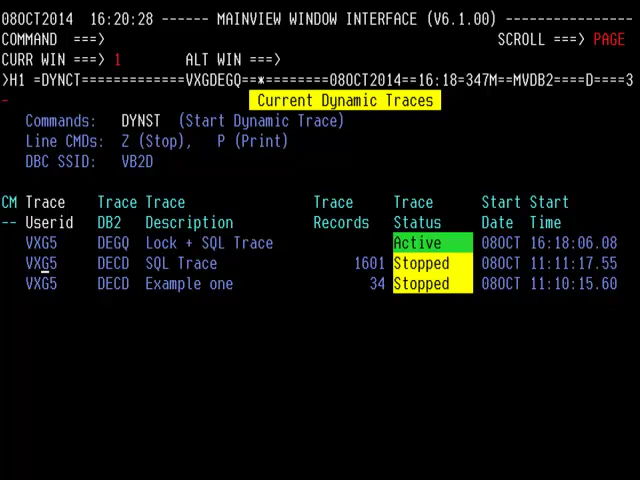 08OCT2014  16:20:28 ------ MAINVIEW WINDOW INTERFACE (V6.1.00) ----------------
COMMAND  ===>                                                 SCROLL ===> PAGE
CURR WIN ===> 1        ALT WIN ===>
>H1 =DYNCT=============VXGDEGQ==*========08OCT2014==16:18=347M==MVDB2====D====3
-                              Current Dynamic Traces
Commands:   DYNST  (Start Dynamic Trace)
Line CMDs:  Z (Stop),   P (Print)
DBC SSID:   VB2D
CM Trace    Trace Trace                Trace     Trace      Start Start
-- Userid   DB2   Description          Records   Status     Date  Time
VXG5     DEGQ  Lock + SQL Trace               Active     08OCT 16:18:06.08
VXG5     DECD  SQL Trace                 1601 Stopped    08OCT 11:11:17.55
VXG5     DECD  Example one                 34 Stopped    08OCT 11:10:15.60